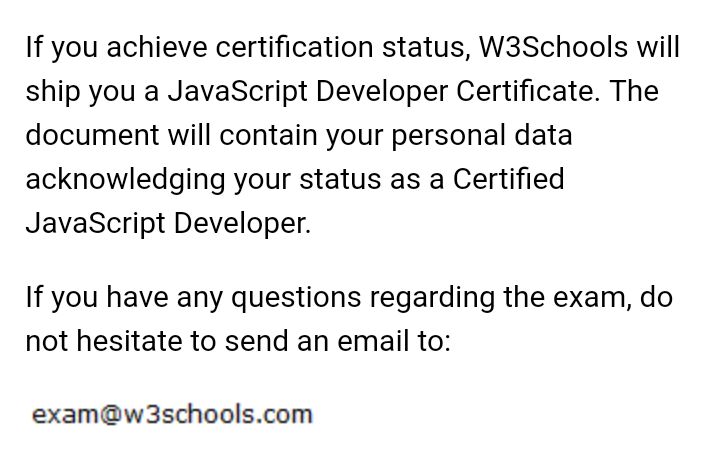 If you achieve certification status, W3Schools will
ship you a JavaScript Developer Certificate. The
document will contain your personal data
acknowledging your status as a Certified
JavaScript Developer.
If you have any questions regarding the exam, do
not hesitate to send an email to:
exam@w3schools.com